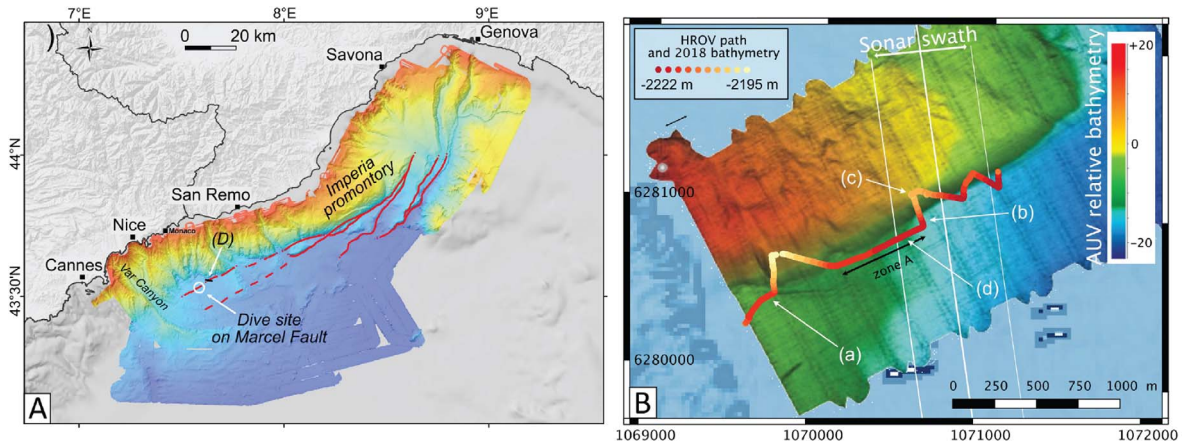 7°E
8°E
9°E
)
0 20 km
Genova
Savona
44°N
Imperia
promontory
San Remo
(D)
Nice
Monaco
Cannes
Var Canyon
43°30'N
Dive site
on Marcel Fault
A
HROV path
and 2018 bathymetry
-2222 m -2195 m
Sonar swath
+20
0
-20
AUV relative bathymetry
(c)
6281000
(b)
zone A
(d)
6280000
(a)
0 250 500 750 1000 m
B
1069000 1070000 1071000 1072000